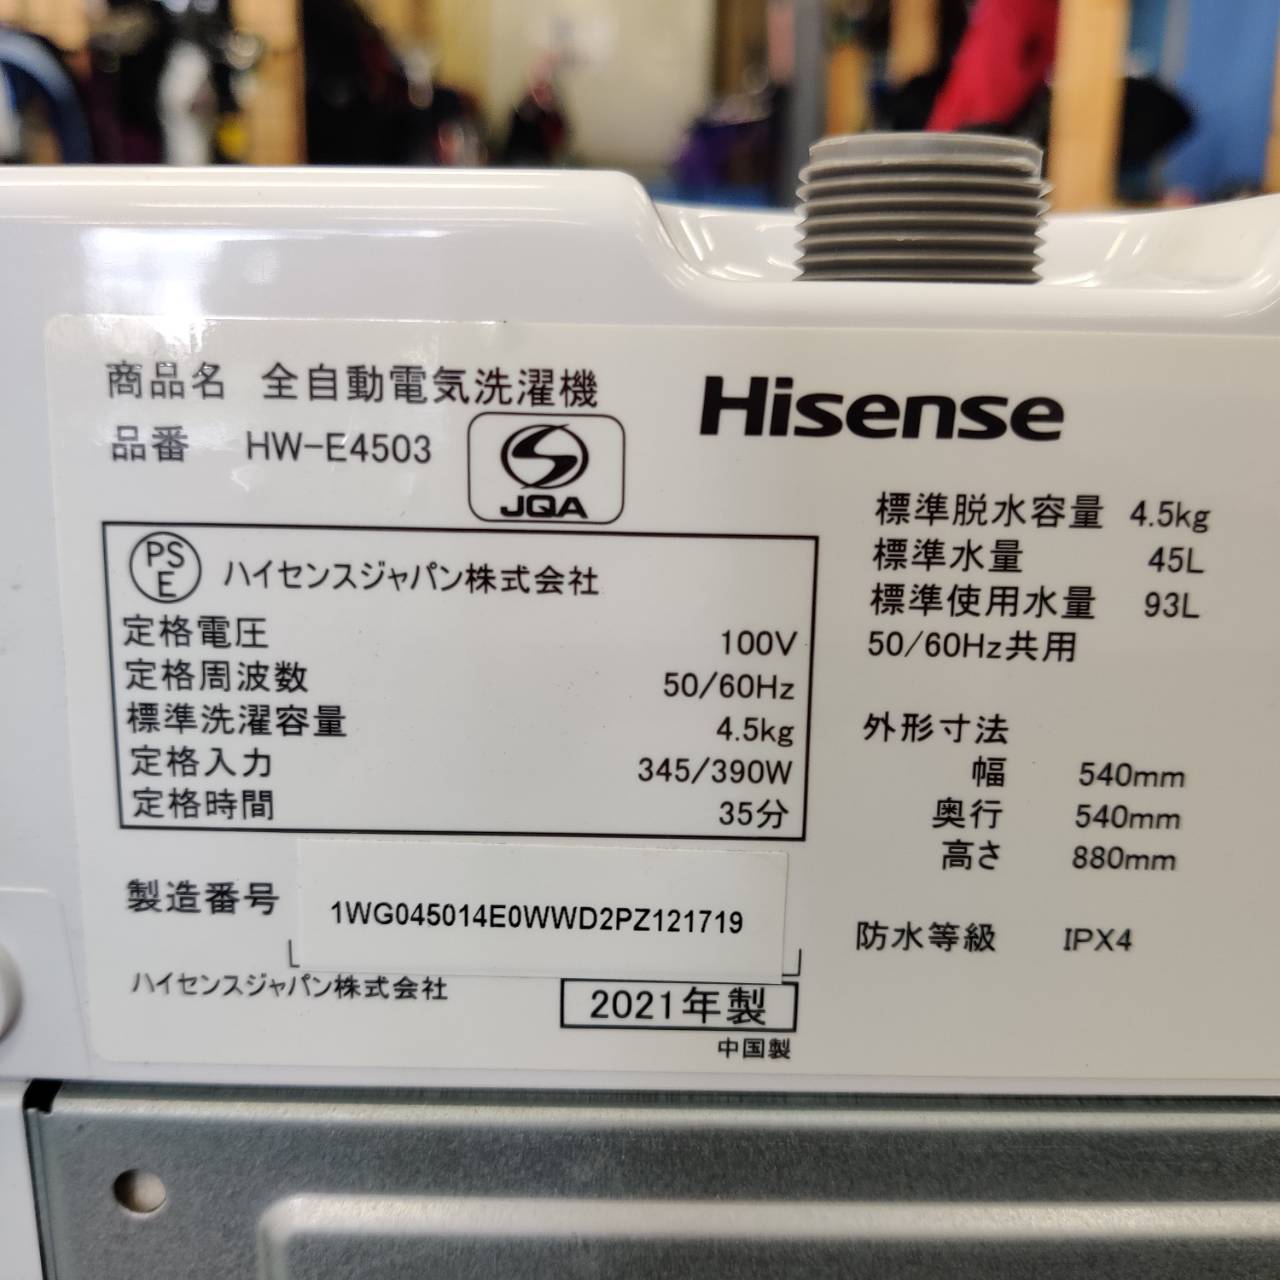 商品名 全自動電気洗濯機
品番 HW-E4503
JQA
Hisense
PS
E
ハイセンスジャパン株式会社
定格電圧 100V
定格周波数 50/60Hz
標準洗濯容量 4.5kg
定格入力 345/390W
定格時間 35分
標準脱水容量 4.5kg
標準水量 45L
標準使用水量 93L
50/60Hz共用
外形寸法
幅 540mm
奥行 540mm
高さ 880mm
防水等級 IPX4
製造番号 1WG045014E0WWD2PZ121719
ハイセンスジャパン株式会社
2021年製
中国製